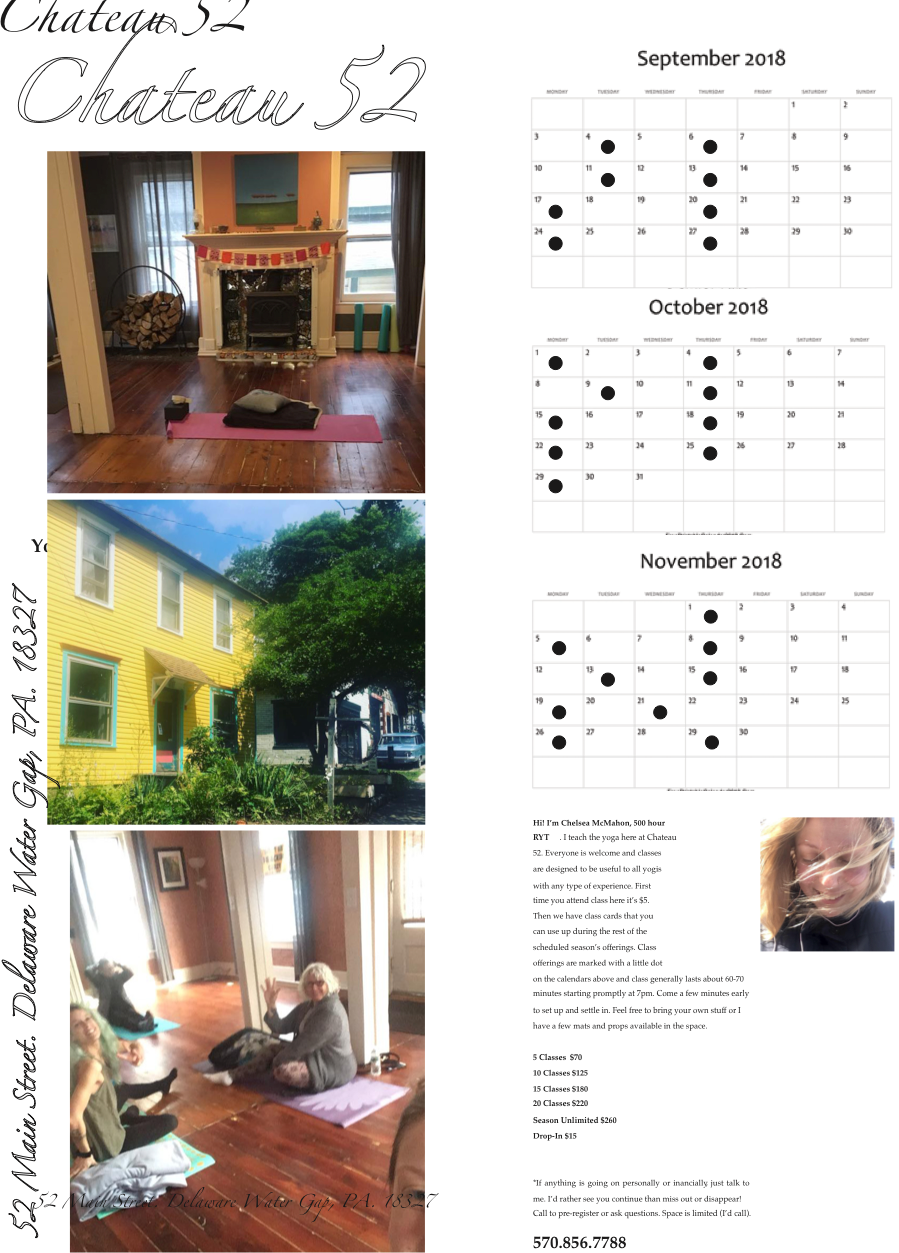 Chateau 52
Chateau 52
Yo
52 Main Street. Delaware Water Gap, PA. 18327
52 Main Street. Delaware Water Gap, PA. 18327
September 2018
MONDAY TUESDAY WEDNESDAY THURSDAY FRIDAY SATURDAY SUNDAY
1 2
3 4 5 6 7 8 9
10 11 12 13 14 15 16
17 18 19 20 21 22 23
24 25 26 27 28 29 30
October 2018
MONDAY TUESDAY WEDNESDAY THURSDAY FRIDAY SATURDAY SUNDAY
1 2 3 4 5 6 7
8 9 10 11 12 13 14
15 16 17 18 19 20 21
22 23 24 25 26 27 28
29 30 31
November 2018
MONDAY TUESDAY WEDNESDAY THURSDAY FRIDAY SATURDAY SUNDAY
1 2 3 4
5 6 7 8 9 10 11
12 13 14 15 16 17 18
19 20 21 22 23 24 25
26 27 28 29 30
Hi! I'm Chelsea McMahon, 500 hour
RYT . I teach the yoga here at Chateau
52. Everyone is welcome and classes
are designed to be useful to all yogis
with any type of experience. First
time you attend class here it's $5.
Then we have class cards that you
can use up during the rest of the
scheduled season's offerings. Class
offerings are marked with a little dot
on the calendars above and class generally lasts about 60-70
minutes starting promptly at 7pm. Come a few minutes early
to set up and settle in. Feel free to bring your own stuff or I
have a few mats and props available in the space.
5 Classes $70
10 Classes $125
15 Classes $180
20 Classes $220
Season Unlimited $260
Drop-In $15
*If anything is going on personally or inancially, just talk to
me. I'd rather see you continue than miss out or disappear!
Call to pre-register or ask questions. Space is limited (I'd call).
570.856.7788